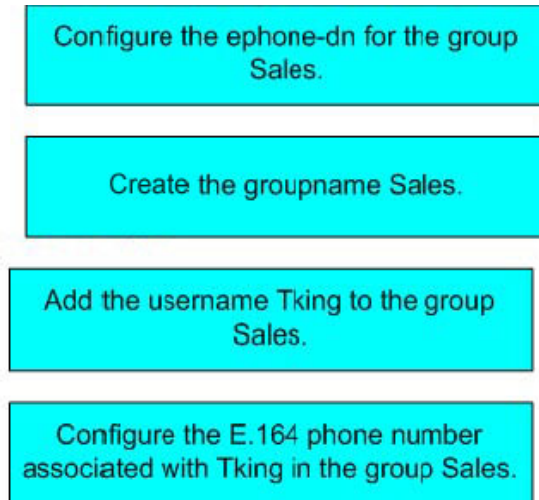 Configure the ephone-dn for the group
Sales.
Create the groupname Sales.
Add the username Tking to the group
Sales.
Configure the E.164 phone number
associated with Tking in the group Sales.